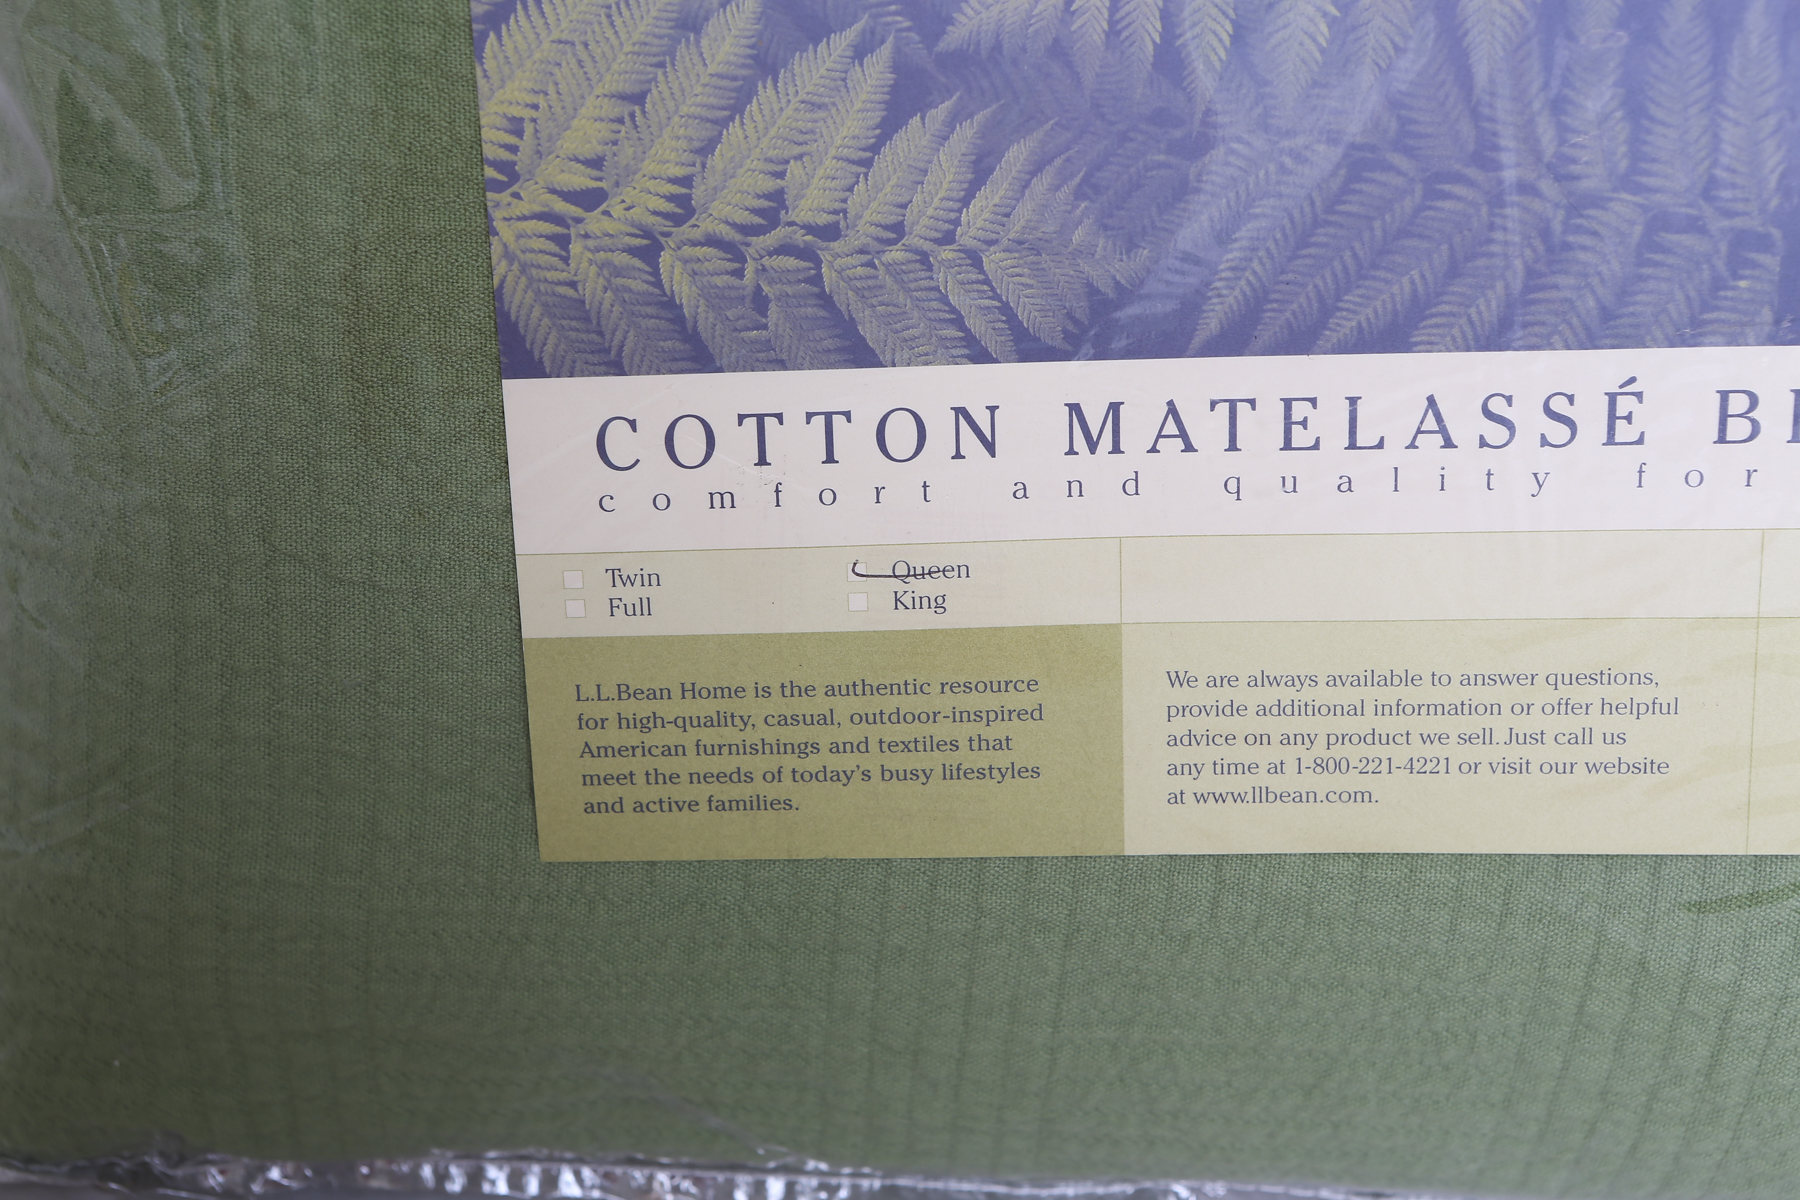 COTTON MATELASSÉ
comfort and quality for
Twin
Full
Queen
King
L.L.Bean Home is the authentic resource
for high-quality, casual, outdoor-inspired
American furnishings and textiles that
meet the needs of today's busy lifestyles
and active families.
We are always available to answer questions,
provide additional information or offer helpful
advice on any product we sell. Just call us
any time at 1-800-221-4221 or visit our website
at www.llbean.com.